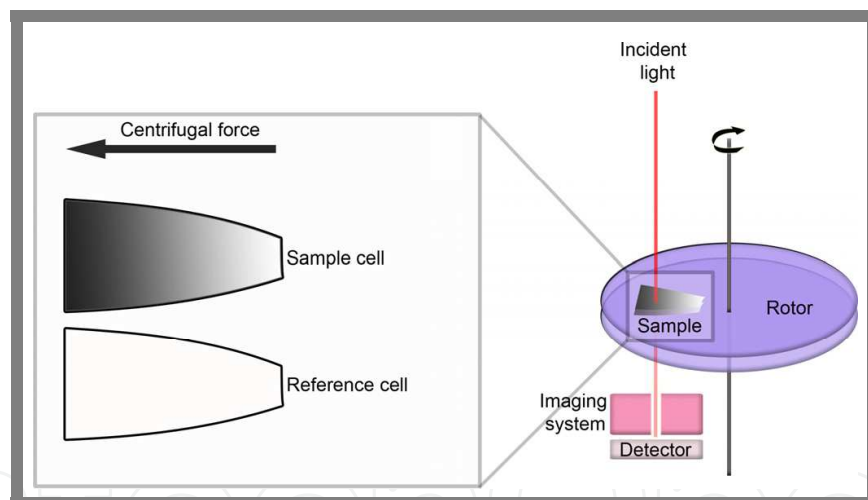 Incident
light
Centrifugal force
Sample cell
Reference cell
Rotor
Sample
Imaging
system
Detector